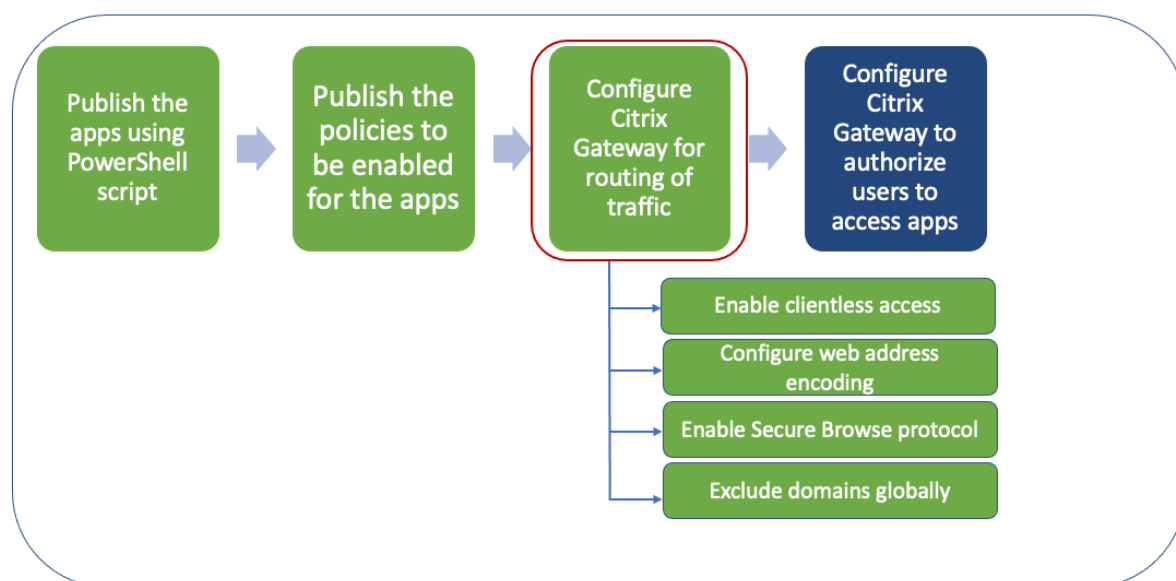 Publish the
apps using
PowerShell
script
Publish the
policies to
be enabled
for the apps
Configure
Citrix
Gateway for
routing of
traffic
Configure
Citrix
Gateway to
authorize
users to
access apps
Enable clientless access
Configure web address
encoding
Enable Secure Browse protocol
Exclude domains globally